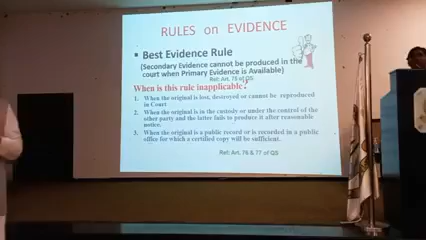 RULES on EVIDENCE
• Best Evidence Rule
(Secondary Evidence cannot be produced in the
court when Primary Evidence is Available)
Ref: Art. 75 of QS
When is this rule inapplicable?
1. When the original is lost, destroyed or cannot be reproduced
in Court
2. When the original is in the custody or under the control of the
other party and the latter fails to produce it after reasonable
notice.
3. When the original is a public record or is recorded in a public
office for which a certified copy will be sufficient.
Ref: Art. 76 & 77 of QS